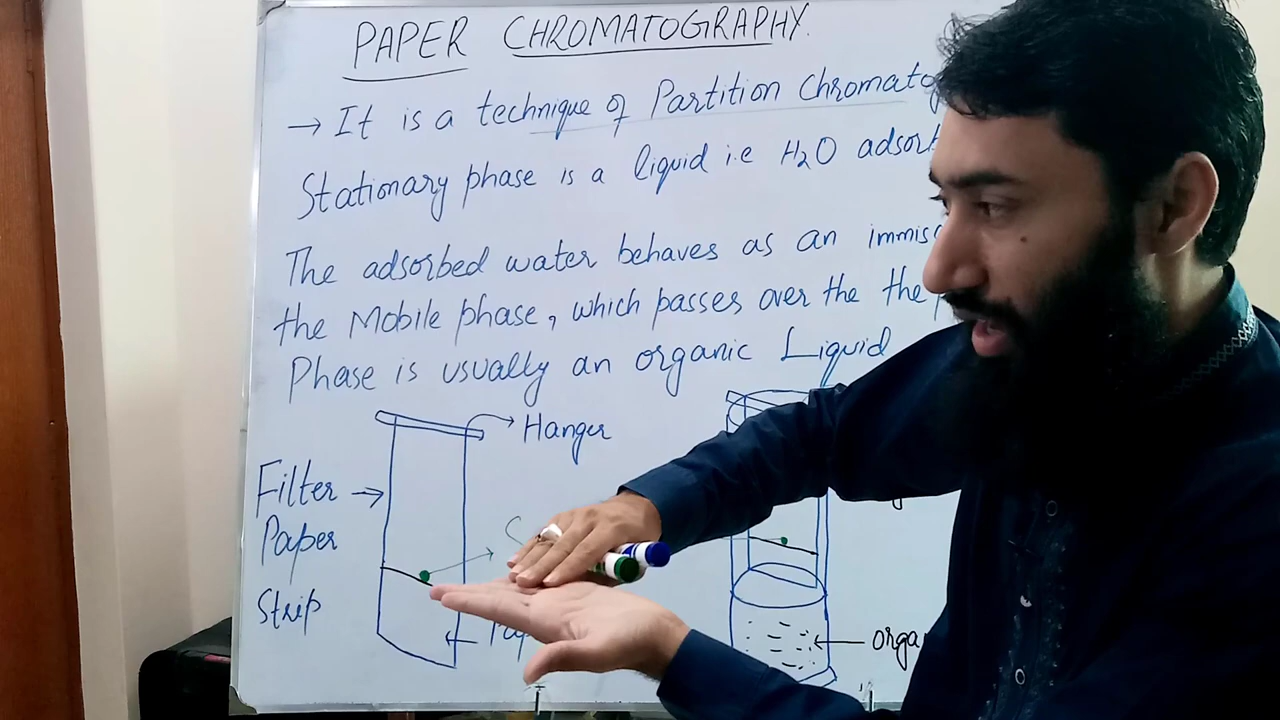 PAPER CHROMATOGRAPHY.
→ It is a technique of Partition Chromatog
Stationary phase is a liquid i.e H₂O adsorb
The adsorbed water behaves as an immisc
the Mobile phase, which passes over the the
Phase is usually an organic Liquid
Hanger
Filter
Paper
Strip
orga